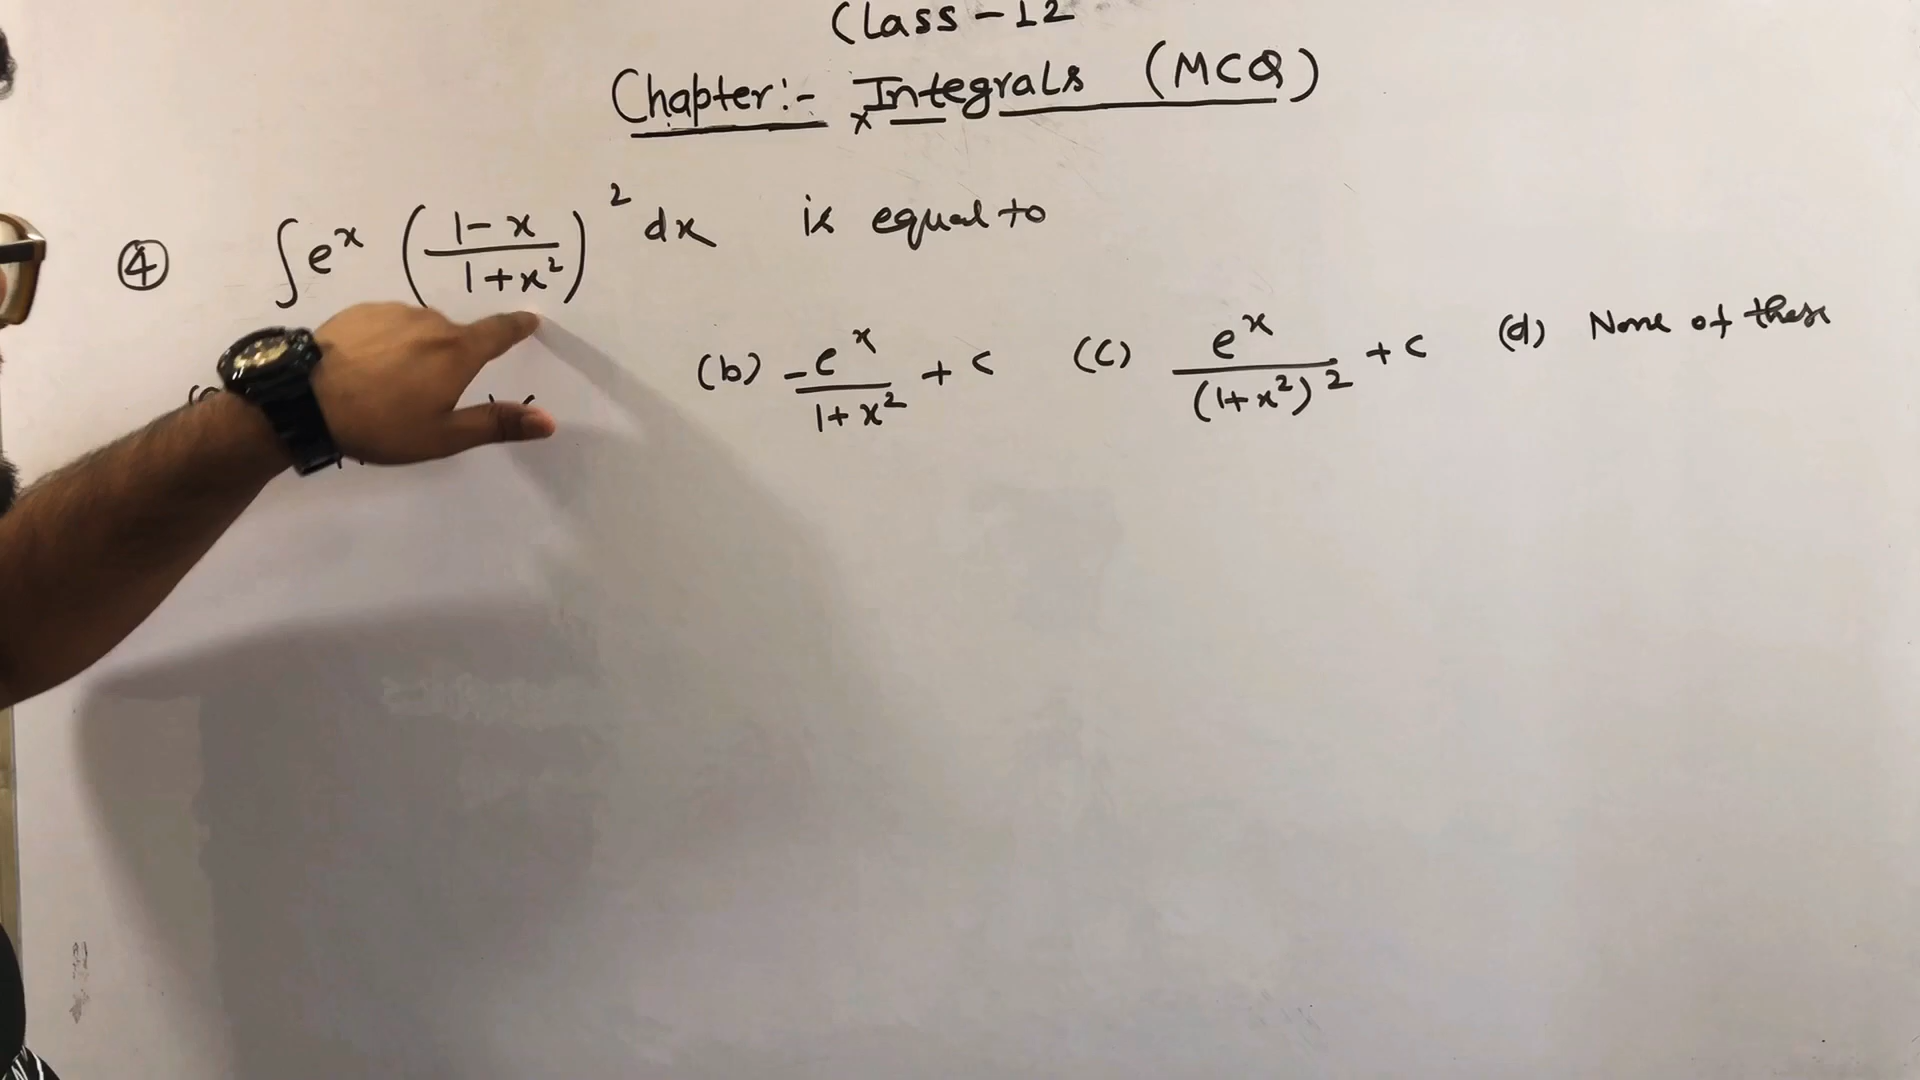 Class - 12
Chapter:- Integrals (MCQ)
④ ∫e^x ((1-x)/(1+x²))² dx is equal to
(b) -e^x/(1+x²) + c (c) e^x/(1+x²)² + c (d) None of these